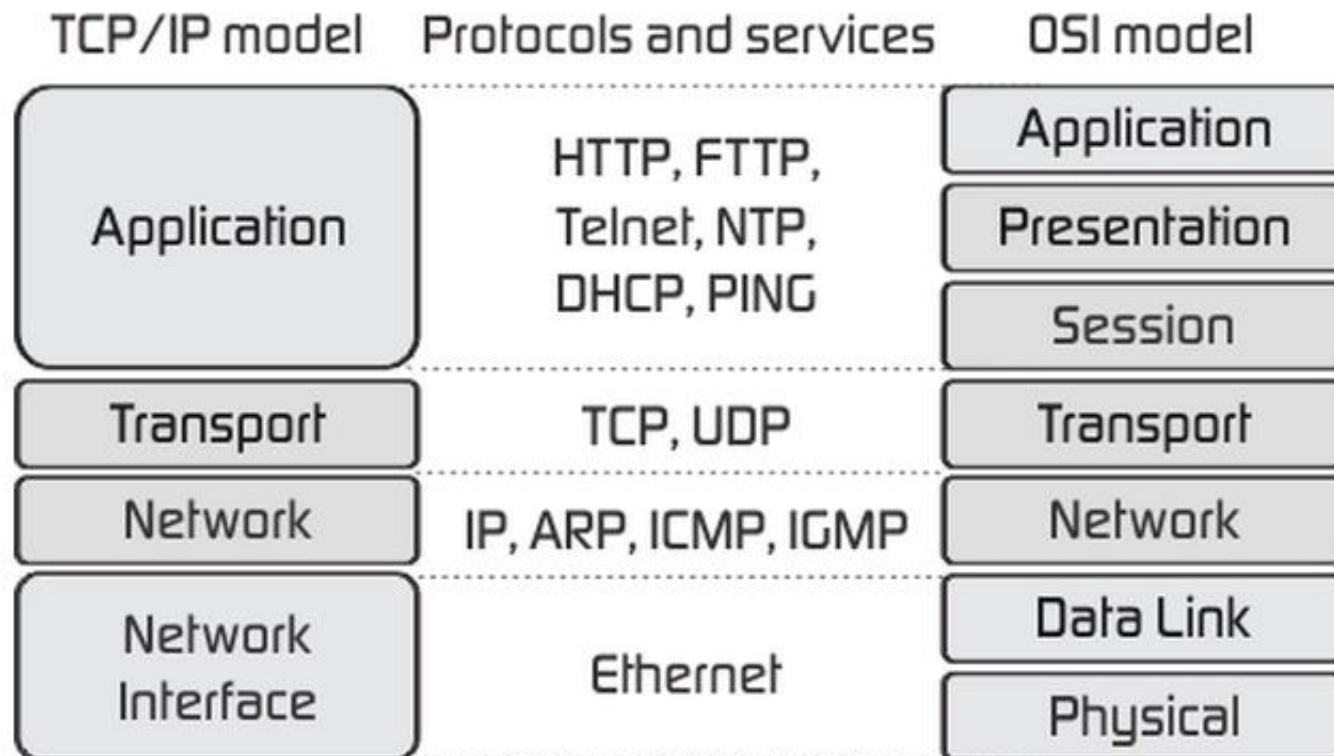 TCP/IP model Protocols and services OSI model
Application
HTTP, FTTP,
Telnet, NTP,
DHCP, PING
Application
Presentation
Session
Transport
TCP, UDP
Transport
Network
IP, ARP, ICMP, IGMP
Network
Network
Interface
Ethernet
Data Link
Physical